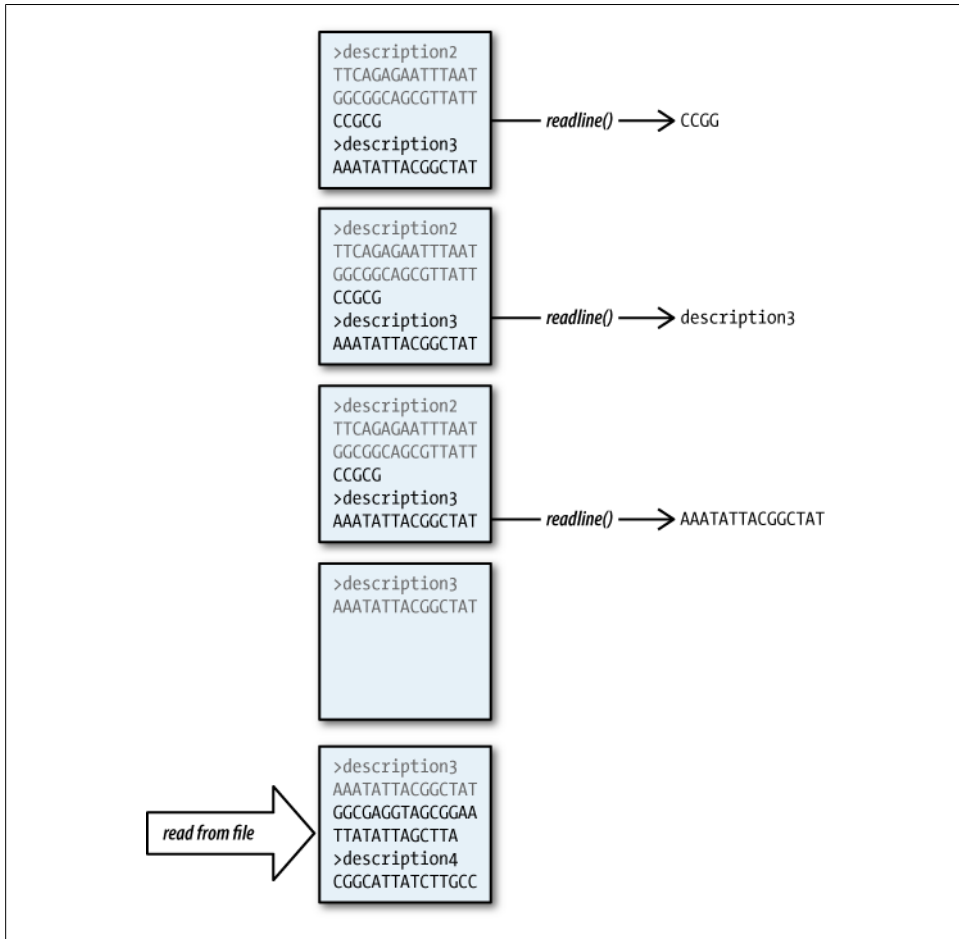 >description2
TTCAGAGAATTTAAT
GGCGGCAGCGTTATT
CCGCG
>description3
AAATATTACGGCTAT
readline()
CCGG
>description2
TTCAGAGAATTTAAT
GGCGGCAGCGTTATT
CCGCG
>description3
AAATATTACGGCTAT
readline()
description3
>description2
TTCAGAGAATTTAAT
GGCGGCAGCGTTATT
CCGCG
>description3
AAATATTACGGCTAT
readline()
AAATATTACGGCTAT
>description3
AAATATTACGGCTAT
read from file
>description3
AAATATTACGGCTAT
GGCGAGGTAGCGGAA
TTATATTAGCTTA
>description4
CGGCATTATCTTGCC